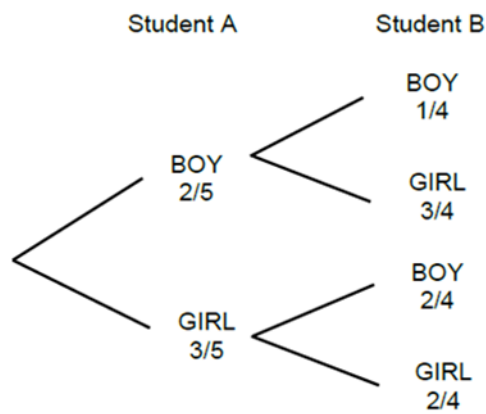 Student A Student B
BOY
1/4
BOY
2/5
GIRL
3/4
BOY
2/4
GIRL
3/5
GIRL
2/4